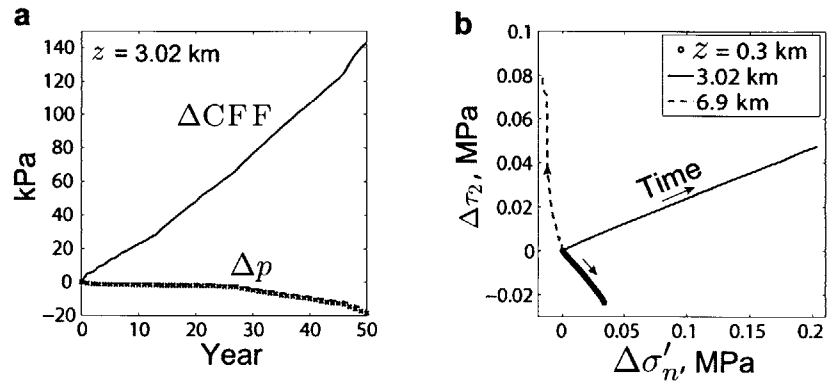 a
z = 3.02 km
ΔCFF
Δp
140
120
100
80
60
40
20
0
−20
kPa
0 10 20 30 40 50
Year
b
z = 0.3 km
3.02 km
6.9 km
Time
0.1
0.08
0.06
0.04
0.02
0
−0.02
Δτ₂, MPa
0 0.05 0.1 0.15 0.2
Δσ′ₙ, MPa